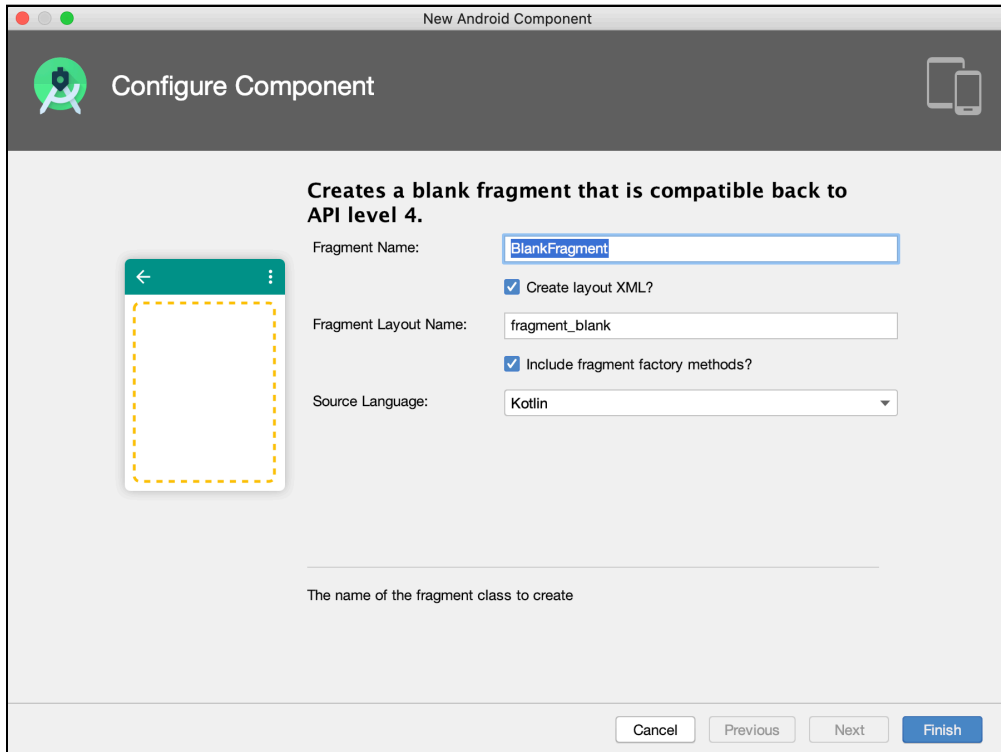 New Android Component
Configure Component
Creates a blank fragment that is compatible back to
API level 4.
Fragment Name:
BlankFragment
Create layout XML?
Fragment Layout Name:
fragment_blank
Include fragment factory methods?
Source Language:
Kotlin
The name of the fragment class to create
Cancel
Previous
Next
Finish